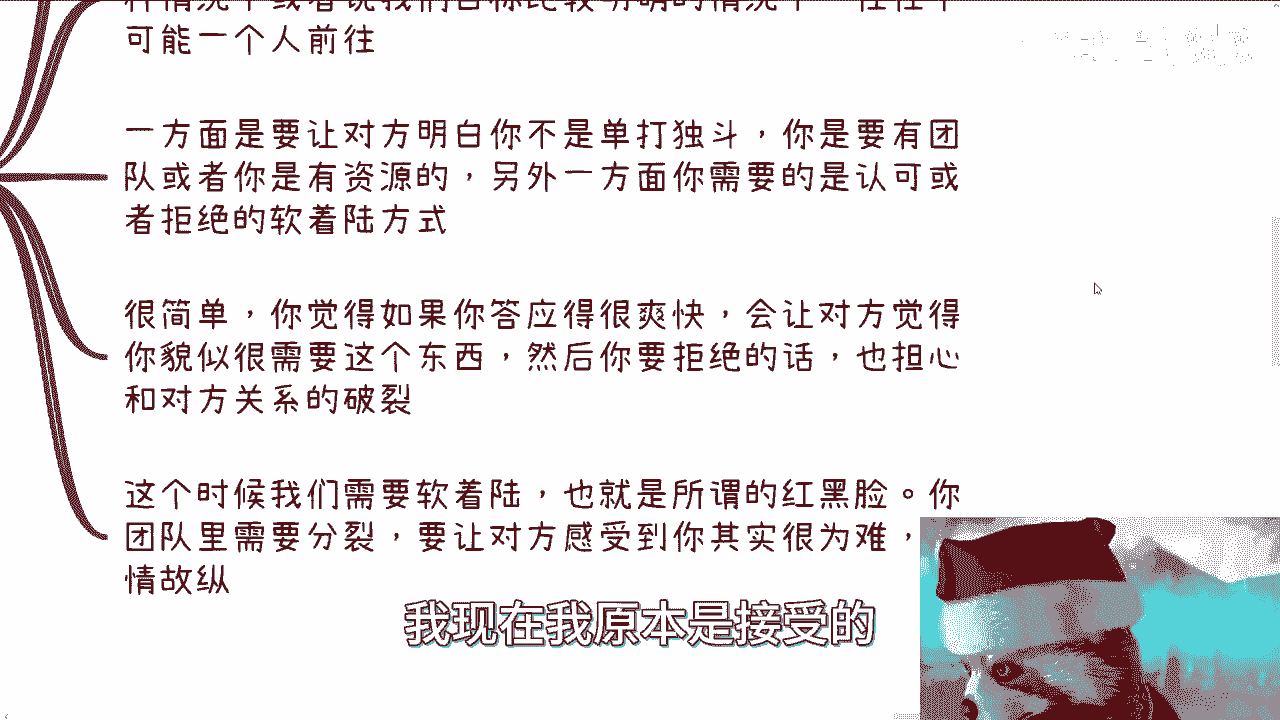 可能一个人前往
一方面是要让对方明白你不是单打独斗，你是要有团
队或者你是有资源的，另外一方面你需要的是认可或
者拒绝的软着陆方式
很简单，你觉得如果你答应得很爽快，会让对方觉得
你貌似很需要这个东西，然后你要拒绝的话，也担心
和对方关系的破裂
这个时候我们需要软着陆，也就是所谓的红黑脸。你
团队里需要分裂，要让对方感受到你其实很为难，
情故纵
我现在我原本是接受的